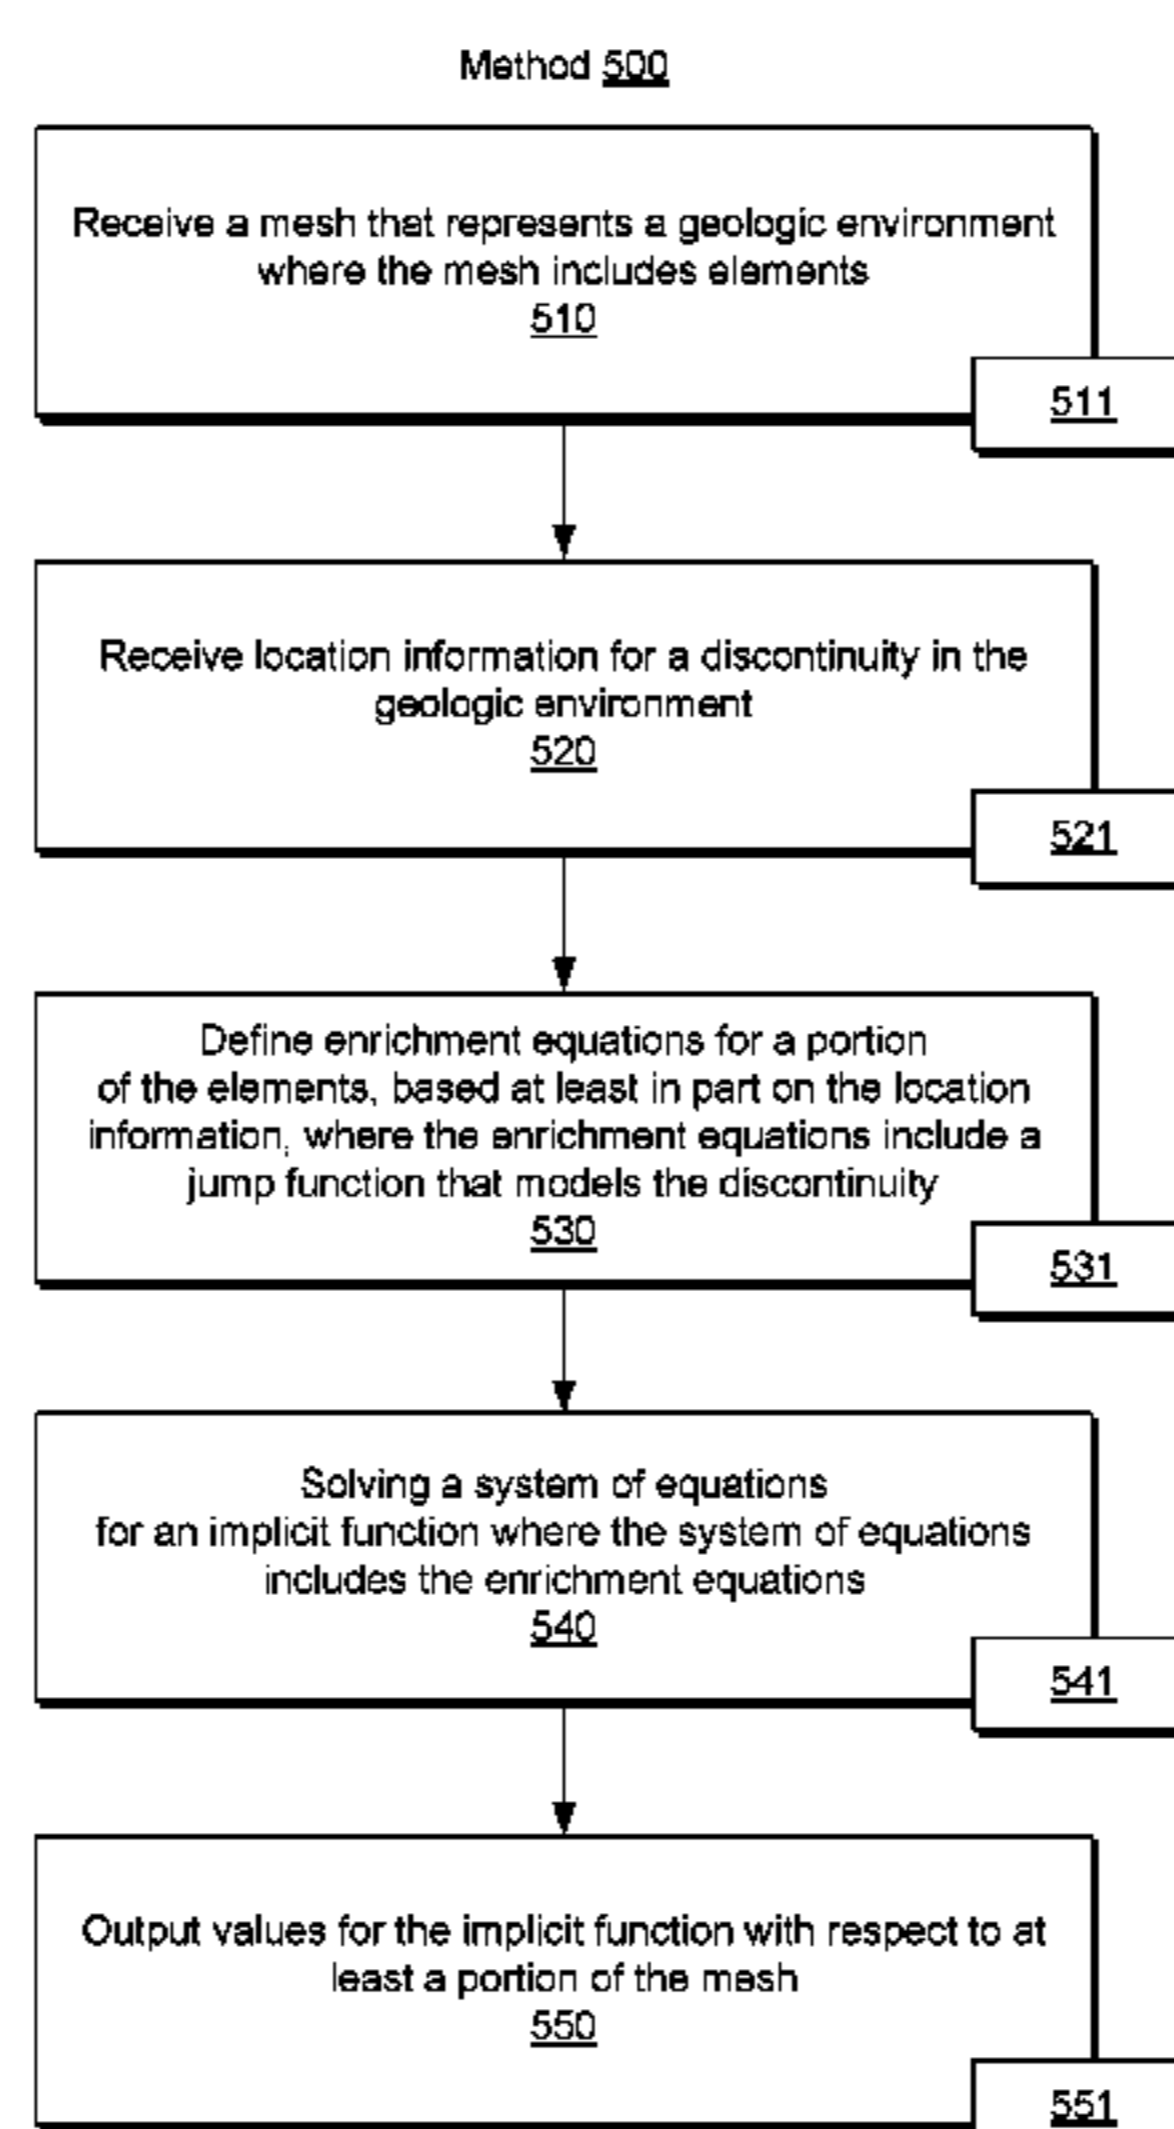 Method 500
Receive a mesh that represents a geologic environment
where the mesh includes elements
510
511
Receive location information for a discontinuity in the
geologic environment
520
521
Define enrichment equations for a portion
of the elements, based at least in part on the location
information, where the enrichment equations include a
jump function that models the discontinuity
530
531
Solving a system of equations
for an implicit function where the system of equations
includes the enrichment equations
540
541
Output values for the implicit function with respect to at
least a portion of the mesh
550
551